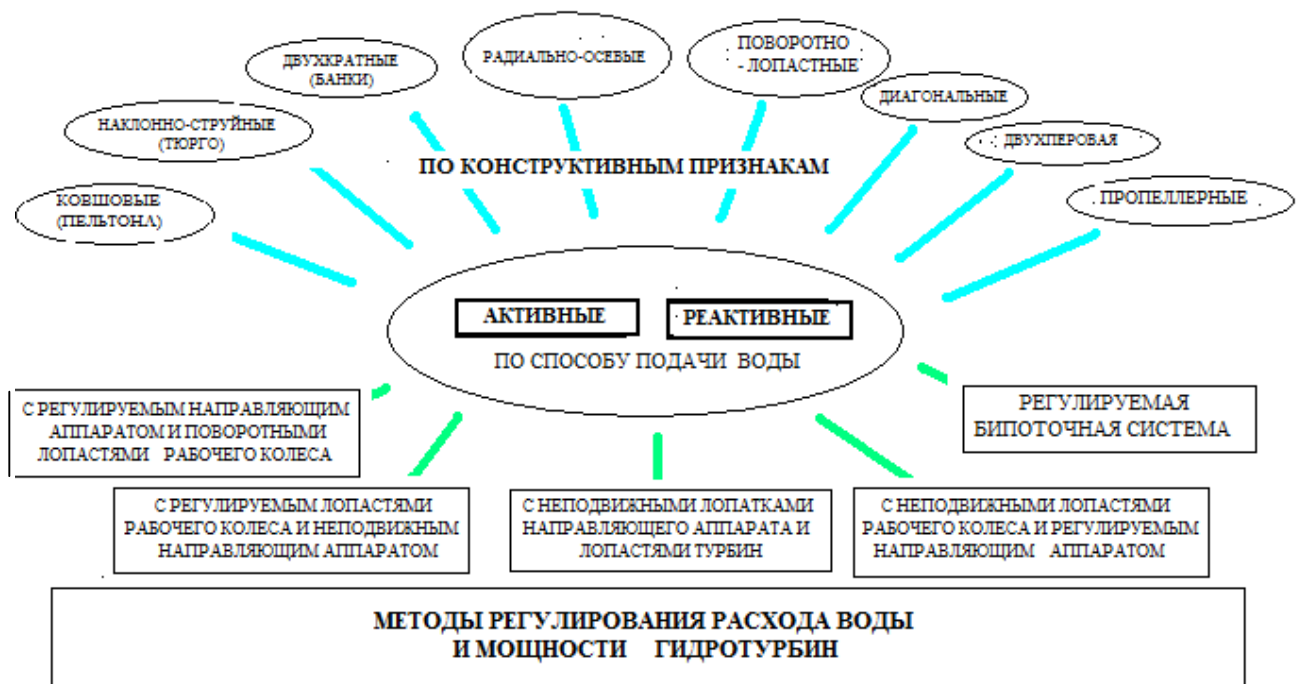 ДВУХКРАТНЫЕ
(БАНКИ)
РАДИАЛЬНО-ОСЕВЫЕ
ПОВОРОТНО
- ЛОПАСТНЫЕ
НАКЛОННО-СТРУЙНЫЕ
(ТЮРГО)
ДИАГОНАЛЬНЫЕ
ДВУХПЕРОВАЯ
КОВШОВЫЕ
(ПЕЛЬТОНА)
ПРОПЕЛЛЕРНЫЕ
ПО КОНСТРУКТИВНЫМ ПРИЗНАКАМ
АКТИВНЫЕ
РЕАКТИВНЫЕ
ПО СПОСОБУ ПОДАЧИ ВОДЫ
С РЕГУЛИРУЕМЫМ НАПРАВЛЯЮЩИМ
АППАРАТОМ И ПОВОРОТНЫМИ
ЛОПАСТЯМИ РАБОЧЕГО КОЛЕСА
РЕГУЛИРУЕМАЯ
БИПОТОЧНАЯ СИСТЕМА
С РЕГУЛИРУЕМЫМ ЛОПАСТЯМИ
РАБОЧЕГО КОЛЕСА И НЕПОДВИЖНЫМ
НАПРАВЛЯЮЩИМ АППАРАТОМ
С НЕПОДВИЖНЫМИ ЛОПАТКАМИ
НАПРАВЛЯЮЩЕГО АППАРАТА И
ЛОПАСТЯМИ ТУРБИН
С НЕПОДВИЖНЫМИ ЛОПАСТЯМИ
РАБОЧЕГО КОЛЕСА И РЕГУЛИРУЕМЫМ
НАПРАВЛЯЮЩИМ АППАРАТОМ
МЕТОДЫ РЕГУЛИРОВАНИЯ РАСХОДА ВОДЫ
И МОЩНОСТИ ГИДРОТУРБИН